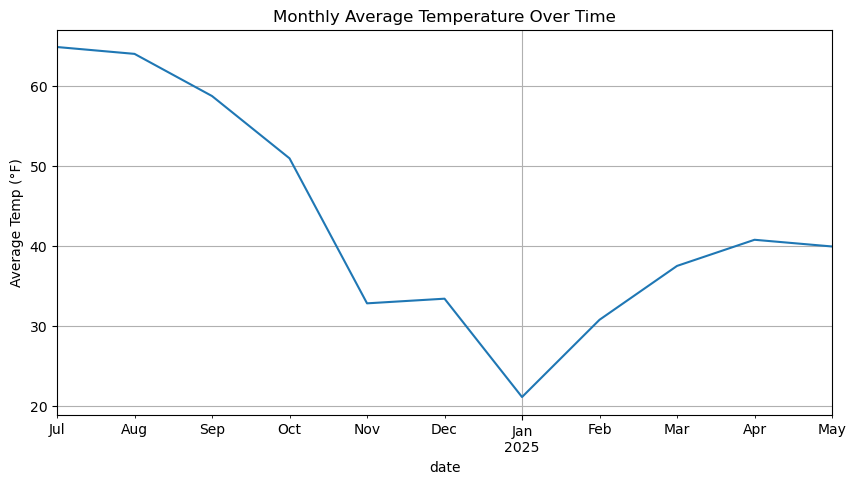 Monthly Average Temperature Over Time
Average Temp (°F)
60
50
40
30
20
Jul Aug Sep Oct Nov Dec Jan Feb Mar Apr May
2025
date